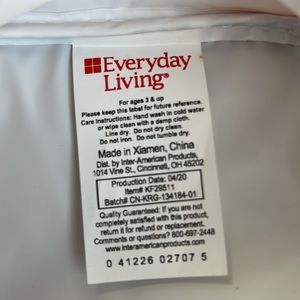 Everyday
Living®
For ages 3 & up
Please keep this label for future reference.
Care Instructions: Hand wash in cold water
or wipe clean with a damp cloth.
Line dry. Do not dry clean.
Do not iron. Do not tumble dry.
Made in Xiamen, China
Dist. by Inter-American Products,
1014 Vine St., Cincinnati, OH 45202
Production Date: 04/20
Item# KF29511
Batch# CN-KRG-134184-01
Quality Guaranteed: If you are not
completely satisfied with this product,
return it for refund or replacement.
Comments or questions? 800-697-2448
www.interamericanproducts.com
0 41226 02707 5